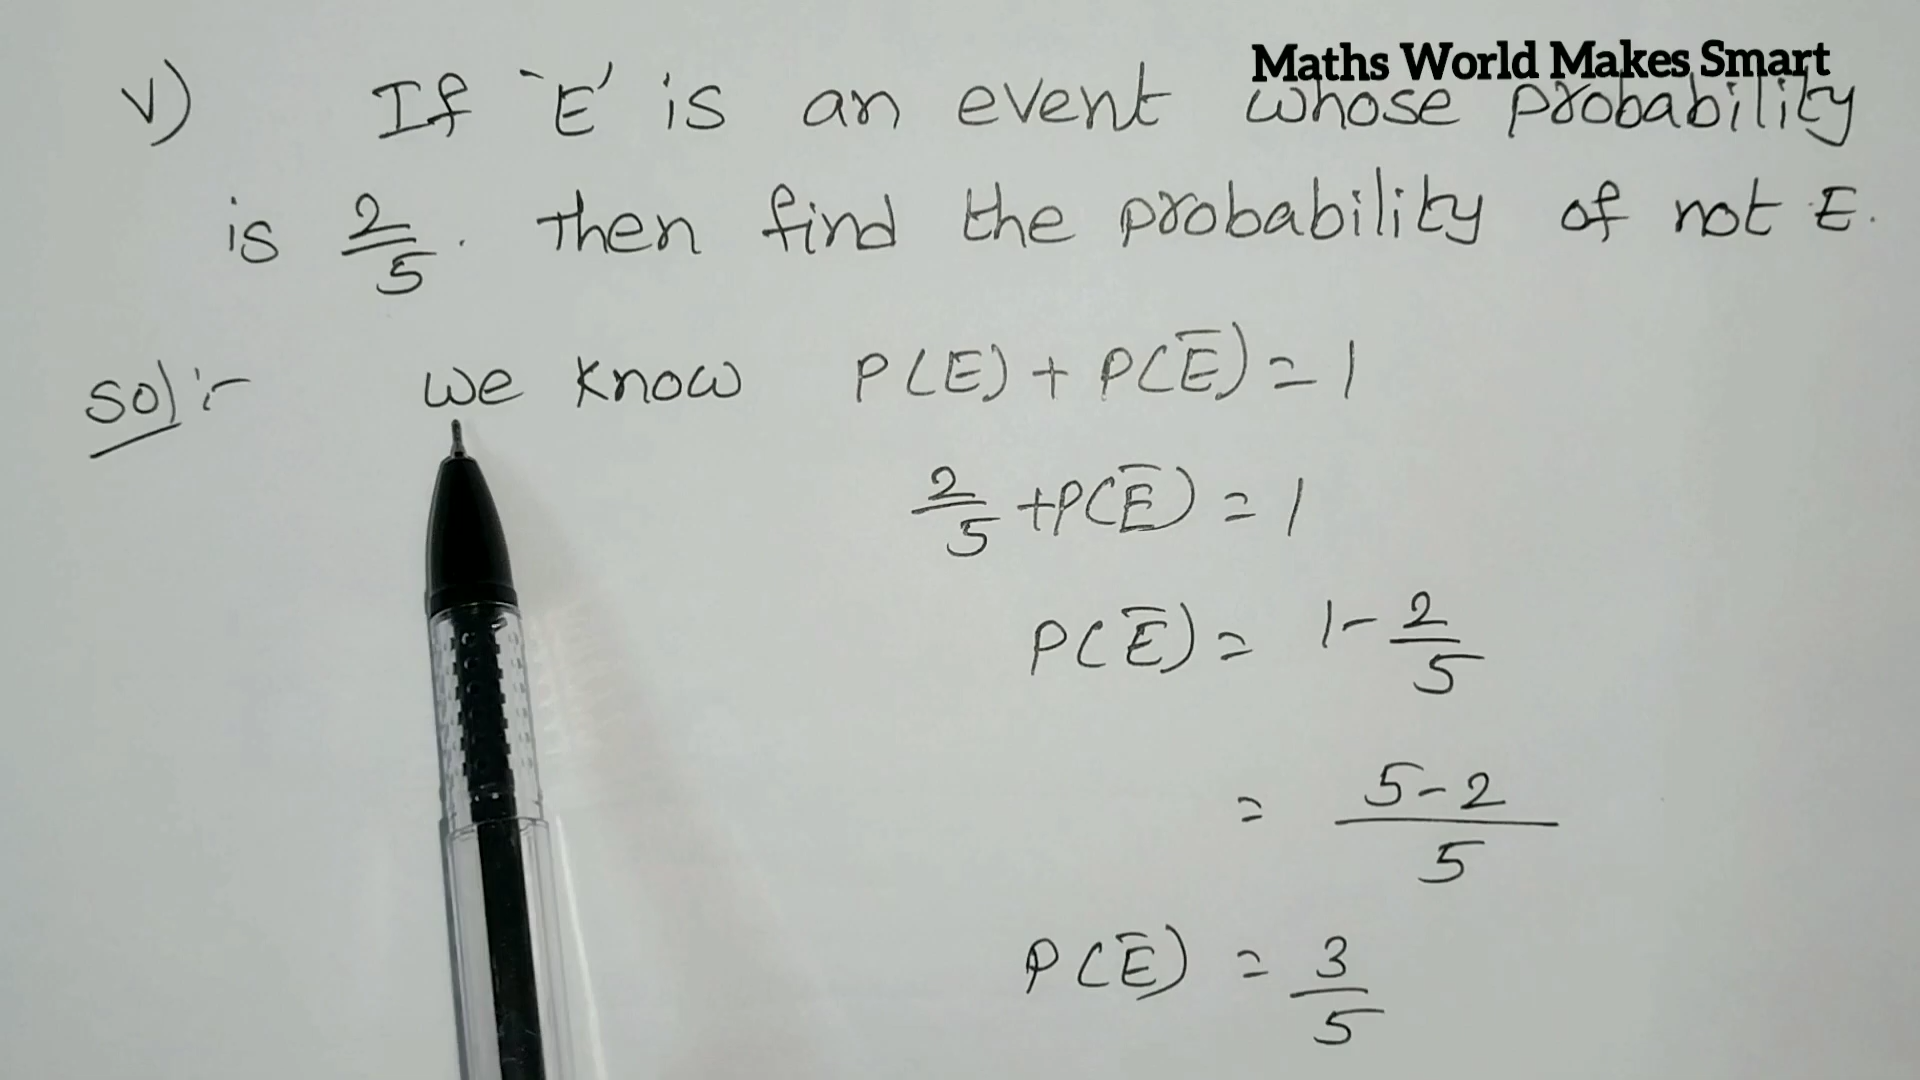 Maths World Makes Smart
v) If `E' is an event whose probability
is 2/5. Then find the probability of not E.
Sol:- we know P(E) + P(Ē) = 1
2/5 + P(Ē) = 1
P(Ē) = 1 - 2/5
= 5-2/5
P(Ē) = 3/5